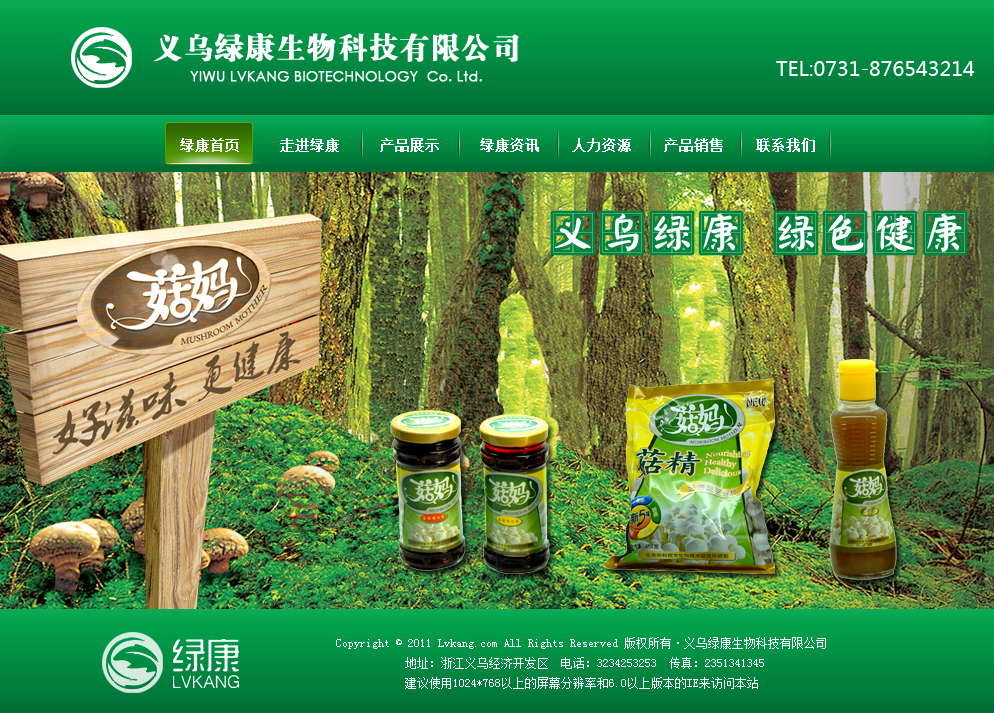 义乌绿康生物科技有限公司
YIWU LVKANG BIOTECHNOLOGY Co. Ltd.
TEL:0731-876543214
绿康首页 走进绿康 产品展示 绿康资讯 人力资源 产品销售 联系我们
义乌绿康 绿色健康
菇妈
MUSHROOM MOTHER
好滋味 更健康
菇妈
菇妈
菇妈
MUSHROOM MOTHER
菇精
Nourishing
Healthy
Delicious
菇妈
绿康
LVKANG
Copyright © 2011 Lvkang.com All Rights Reserved 版权所有·义乌绿康生物科技有限公司
地址：浙江义乌经济开发区 电话：3234253253 传真：2351341345
建议使用1024*768以上的屏幕分辨率和6.0以上版本的IE来访问本站